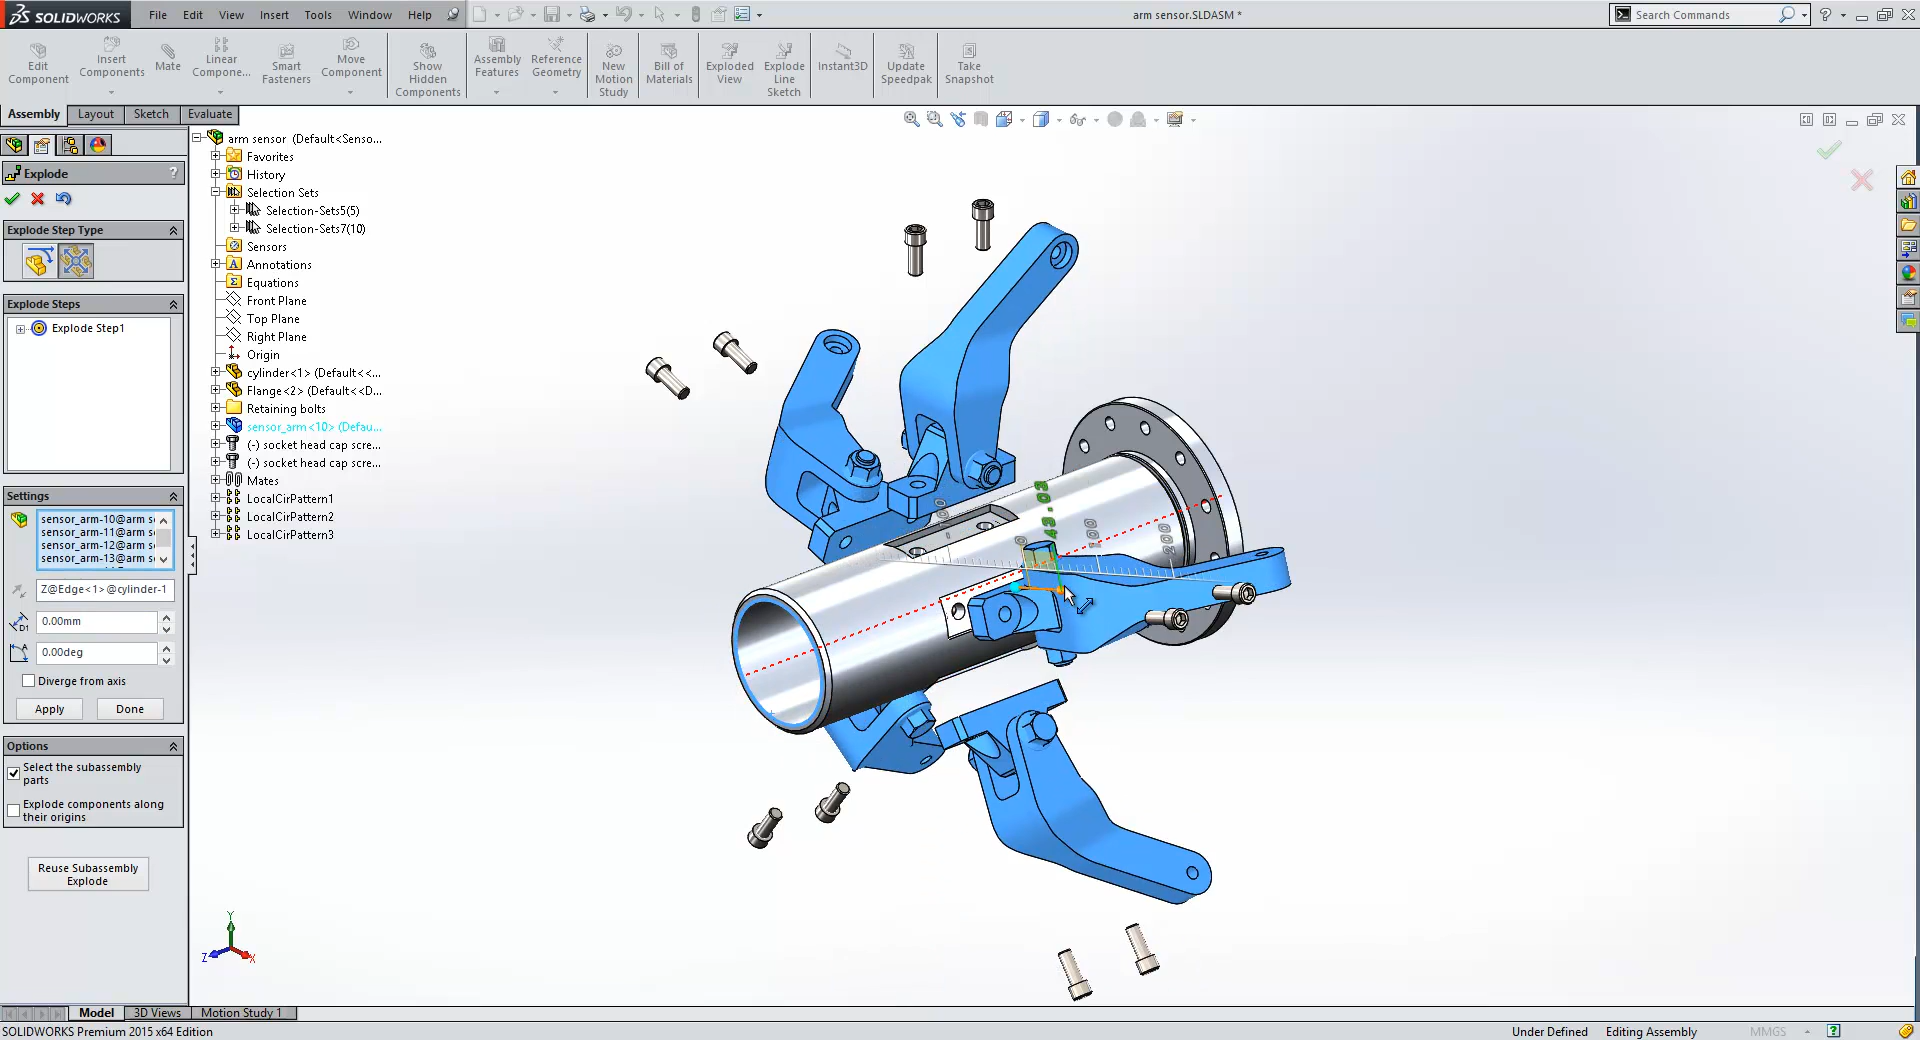 SOLIDWORKS File Edit View Insert Tools Window Help arm sensor.SLDASM * Search Commands
Edit Component
Insert Components
Mate
Linear Compone...
Smart Fasteners
Move Component
Show Hidden Components
Assembly Features
Reference Geometry
New Motion Study
Bill of Materials
Exploded View
Explode Line Sketch
Instant3D
Update Speedpak
Take Snapshot
Assembly Layout Sketch Evaluate
Explode ?
Explode Step Type
Explode Steps
Explode Step1
Settings
sensor_arm-10@arm s
sensor_arm-11@arm s
sensor_arm-12@arm s
sensor_arm-13@arm s
Z@Edge<1>@cylinder-1
D1 0.00mm
A 0.00deg
Diverge from axis
Apply Done
Options
Select the subassembly parts
Explode components along their origins
Reuse Subassembly Explode
arm sensor (Default<Senso...
Favorites
History
Selection Sets
Selection-Sets5(5)
Selection-Sets7(10)
Sensors
Annotations
Equations
Front Plane
Top Plane
Right Plane
Origin
cylinder<1> (Default<<...
Flange<2> (Default<<D...
Retaining bolts
sensor_arm<10> (Defau...
(-) socket head cap scre...
(-) socket head cap scre...
Mates
LocalCirPattern1
LocalCirPattern2
LocalCirPattern3
0
43.03
100
200
Y
Z
X
Model 3D Views Motion Study 1
SOLIDWORKS Premium 2015 x64 Edition Under Defined Editing Assembly MMGS